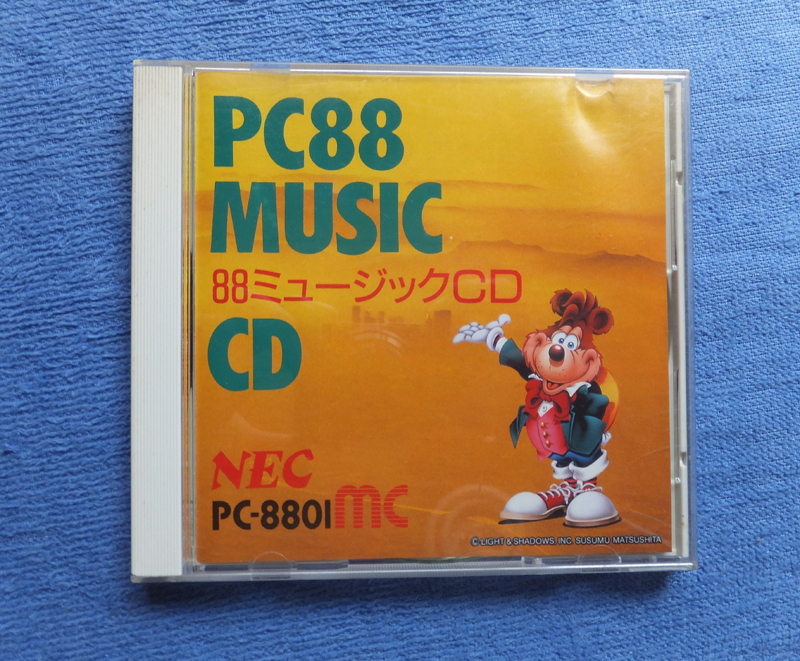 PC88
MUSIC
88ミュージックCD
CD
NEC
PC-8801mc
© LIGHT & SHADOWS, INC. SUSUMU MATSUSHITA